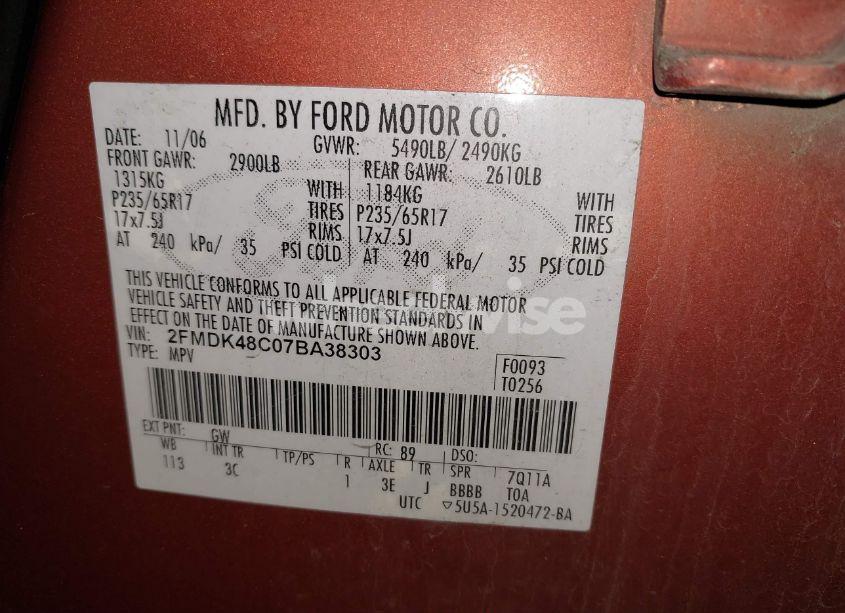 MFD. BY FORD MOTOR CO.
DATE: 11/06 GVWR: 5490LB/ 2490KG
FRONT GAWR: 2900LB REAR GAWR: 2610LB
1315KG WITH 1184KG WITH
P235/65R17 TIRES P235/65R17 TIRES
17x7.5J RIMS 17x7.5J RIMS
AT 240 kPa/ 35 PSI COLD AT 240 kPa/ 35 PSI COLD
THIS VEHICLE CONFORMS TO ALL APPLICABLE FEDERAL MOTOR
VEHICLE SAFETY AND THEFT PREVENTION STANDARDS IN
EFFECT ON THE DATE OF MANUFACTURE SHOWN ABOVE.
VIN: 2FMDK48C07BA38303
TYPE: MPV
F0093
T0256
EXT PNT: GW RC: 89 DSO:
WB INT TR TP/PS R AXLE TR SPR 7Q11A
113 3C 1 3E J BBBB TOA
UTC ▽5U5A-1520472-BA